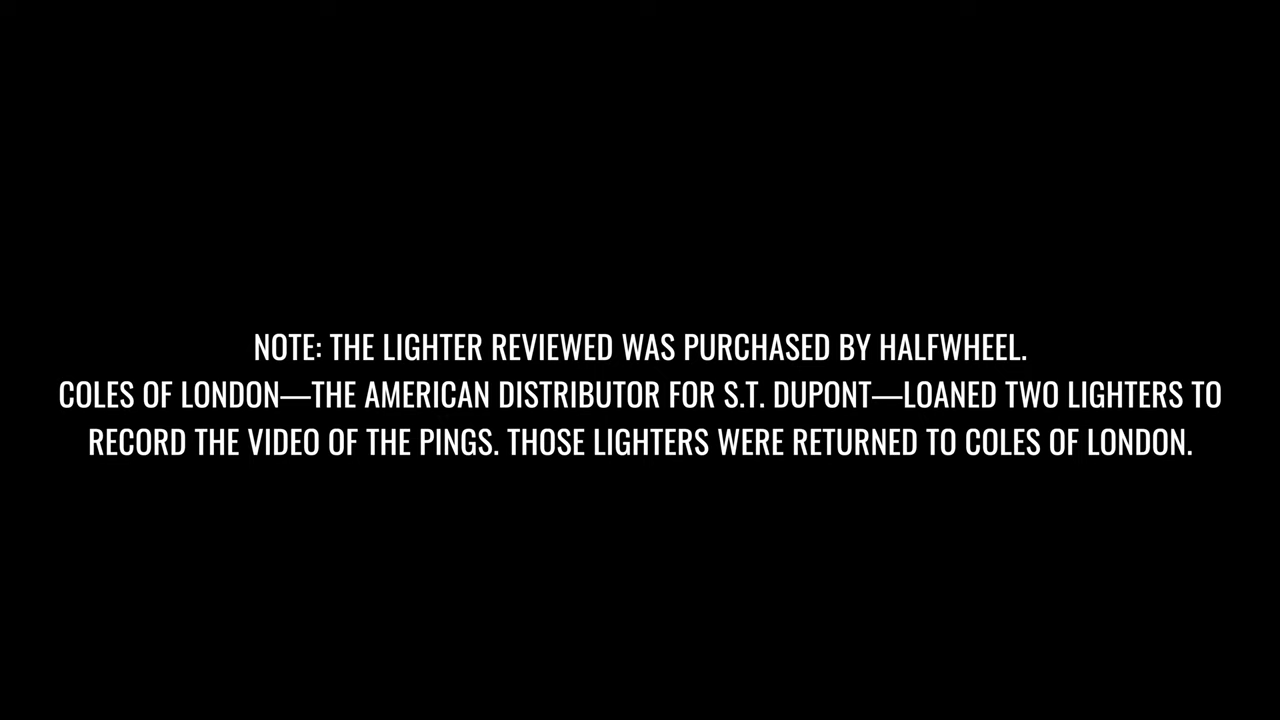 NOTE: THE LIGHTER REVIEWED WAS PURCHASED BY HALFWHEEL.
COLES OF LONDON—THE AMERICAN DISTRIBUTOR FOR S.T. DUPONT—LOANED TWO LIGHTERS TO
RECORD THE VIDEO OF THE PINGS. THOSE LIGHTERS WERE RETURNED TO COLES OF LONDON.